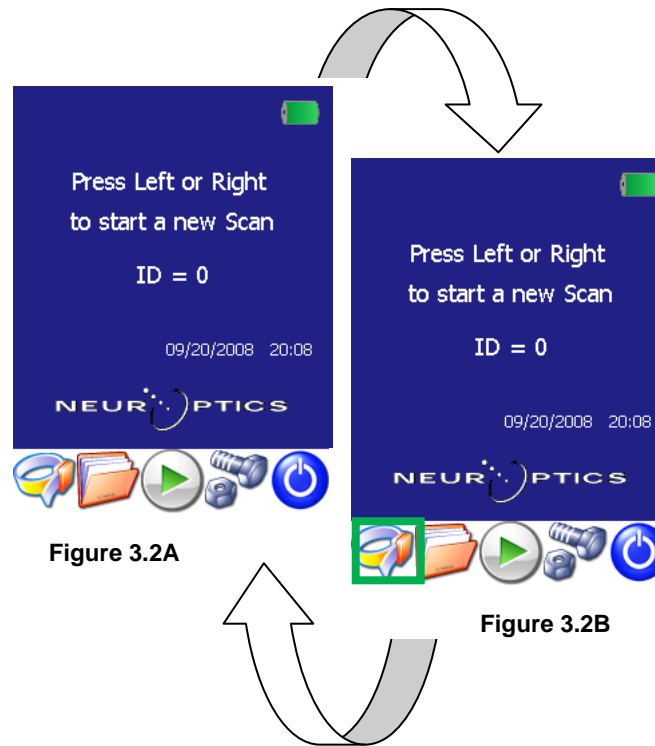 Press Left or Right
to start a new Scan
ID = 0
09/20/2008 20:08
NEUROPTICS
Figure 3.2A
Press Left or Right
to start a new Scan
ID = 0
09/20/2008 20:08
NEUROPTICS
Figure 3.2B